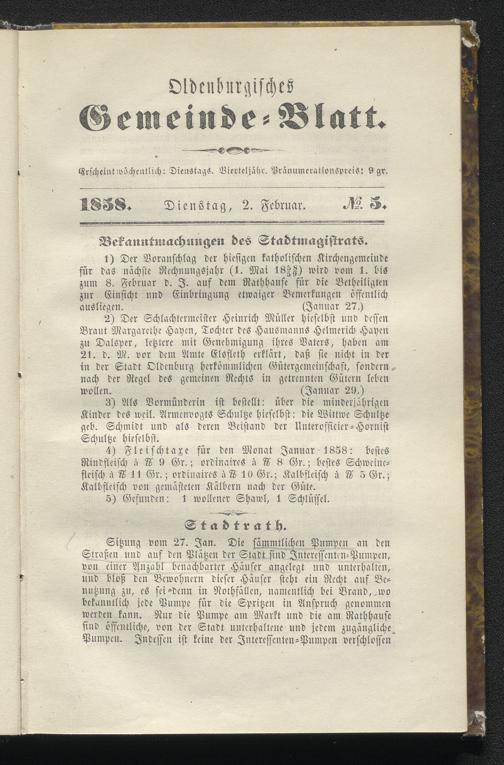 Oldenburgisches
Gemeinde-Blatt.
Erscheint wöchentlich: Dienstags. Vierteljähr. Pränumerationspreis: 9 gr.
1858. Dienstag, 2. Februar. № 5.
Bekanntmachungen des Stadtmagistrats.
1) Der Voranschlag der hiesigen katholischen Kirchengemeinde
für das nächste Rechnungsjahr (1. Mai 18 58/59) wird vom 1. bis
zum 8. Februar d. J. auf dem Rathhause für die Betheiligten
zur Einsicht und Einbringung etwaiger Bemerkungen öffentlich
ausliegen. (Januar 27.)
2) Der Schlachtermeister Heinrich Müller hieselbst und dessen
Braut Margarethe Hayen, Tochter des Hausmanns Helmerich Hayen
zu Dalsper, letztere mit Genehmigung ihres Vaters, haben am
21. d. M. vor dem Amte Elsfleth erklärt, daß sie nicht in der
in der Stadt Oldenburg herkömmlichen Gütergemeinschaft, sondern
nach der Regel des gemeinen Rechts in getrennten Gütern leben
wollen. (Januar 29.)
3) Als Vormünderin ist bestellt: über die minderjährigen
Kinder des weil. Armenvogts Schultze hieselbst: die Wittwe Schultze
geb. Schmidt und als deren Beistand der Unterofficier-Hornist
Schultze hieselbst.
4) Fleischtaxe für den Monat Januar 1858: bestes
Rindfleisch à ℔ 9 Gr.; ordinaires à ℔ 8 Gr.; bestes Schweine-
fleisch à ℔ 11 Gr.; ordinaires à ℔ 10 Gr.; Kalbfleisch à ℔ 5 Gr.;
Kalbfleisch von gemästeten Kälbern nach der Güte.
5) Gefunden: 1 wollener Shawl, 1 Schlüssel.
Stadtrath.
Sitzung vom 27. Jan. Die sämmtlichen Pumpen an den
Straßen und auf den Plätzen der Stadt sind Interessenten-Pumpen,
von einer Anzahl benachbarter Häuser angelegt und unterhalten,
und bloß den Bewohnern dieser Häuser steht ein Recht auf Be-
nutzung zu, es sei denn in Nothfällen, namentlich bei Brand, wo
bekanntlich jede Pumpe für die Spritzen in Anspruch genommen
werden kann. Nur die Pumpe am Markt und die am Rathhause
sind öffentliche, von der Stadt unterhaltene und jedem zugängliche
Pumpen. Indessen ist keine der Interessenten-Pumpen verschlossen